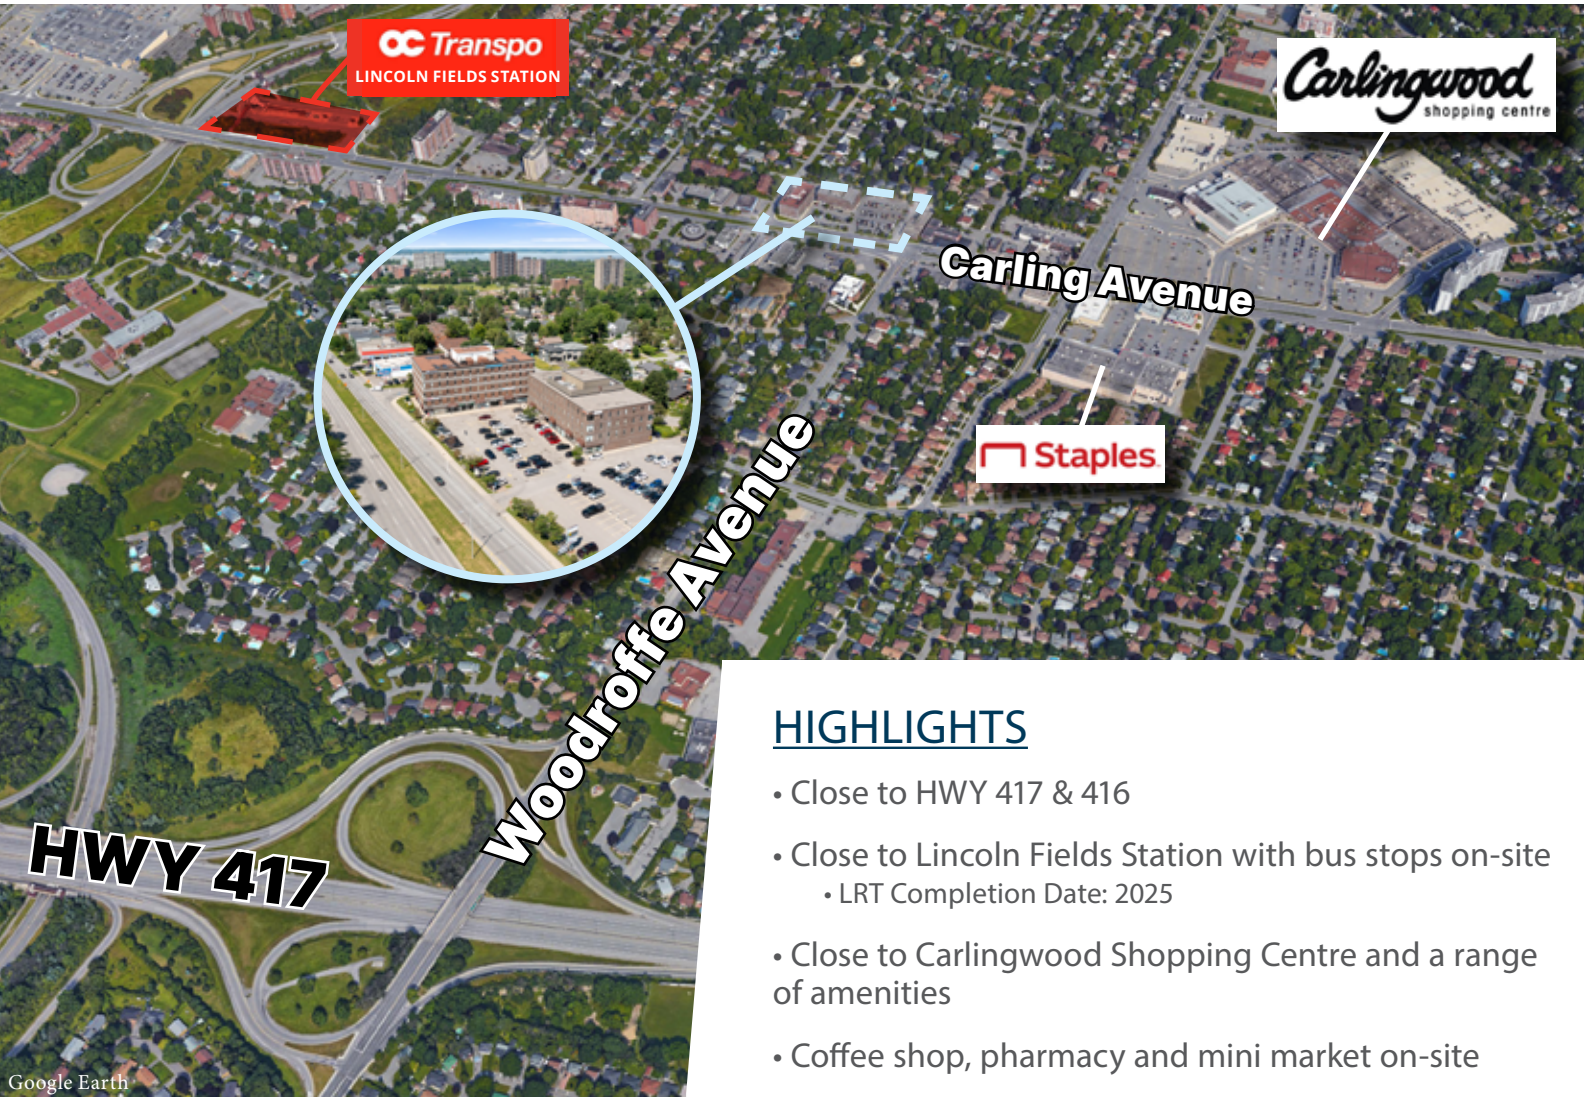 OC Transpo
LINCOLN FIELDS STATION
Carlingwood
shopping centre
Carling Avenue
Staples
Woodroffe Avenue
HWY 417
HIGHLIGHTS
• Close to HWY 417 & 416
• Close to Lincoln Fields Station with bus stops on-site
• LRT Completion Date: 2025
• Close to Carlingwood Shopping Centre and a range
of amenities
• Coffee shop, pharmacy and mini market on-site
Google Earth